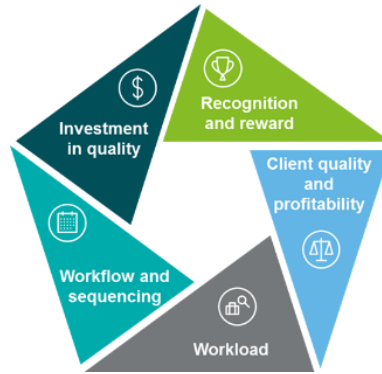 Investment
in quality
Recognition
and reward
Client quality
and
profitability
Workflow and
sequencing
Workload